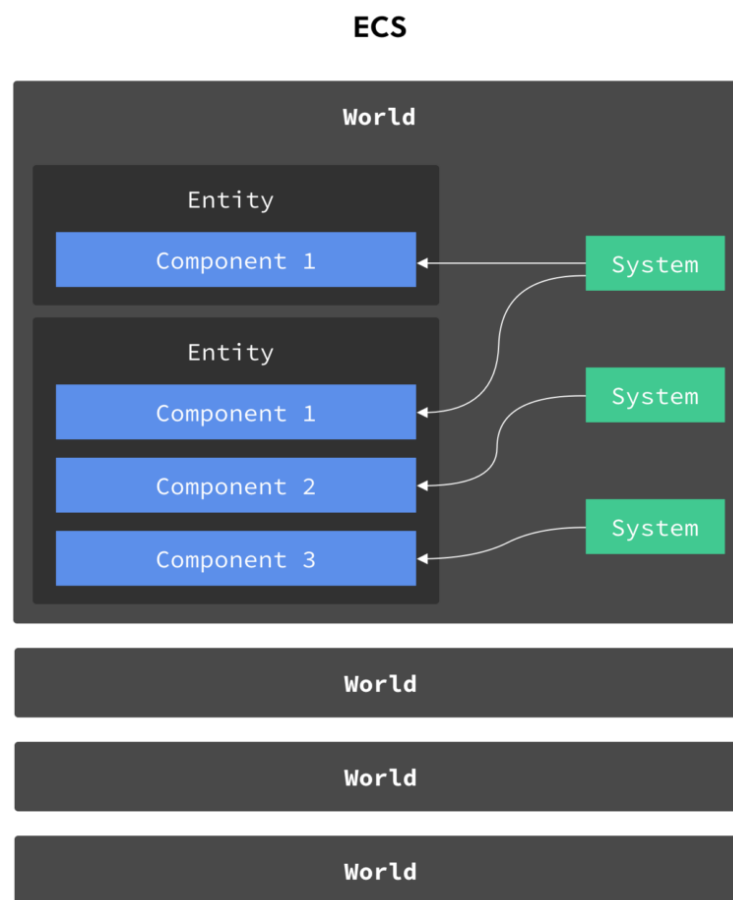 ECS
World
Entity
Component 1
System
Entity
Component 1
System
Component 2
System
Component 3
World
World
World